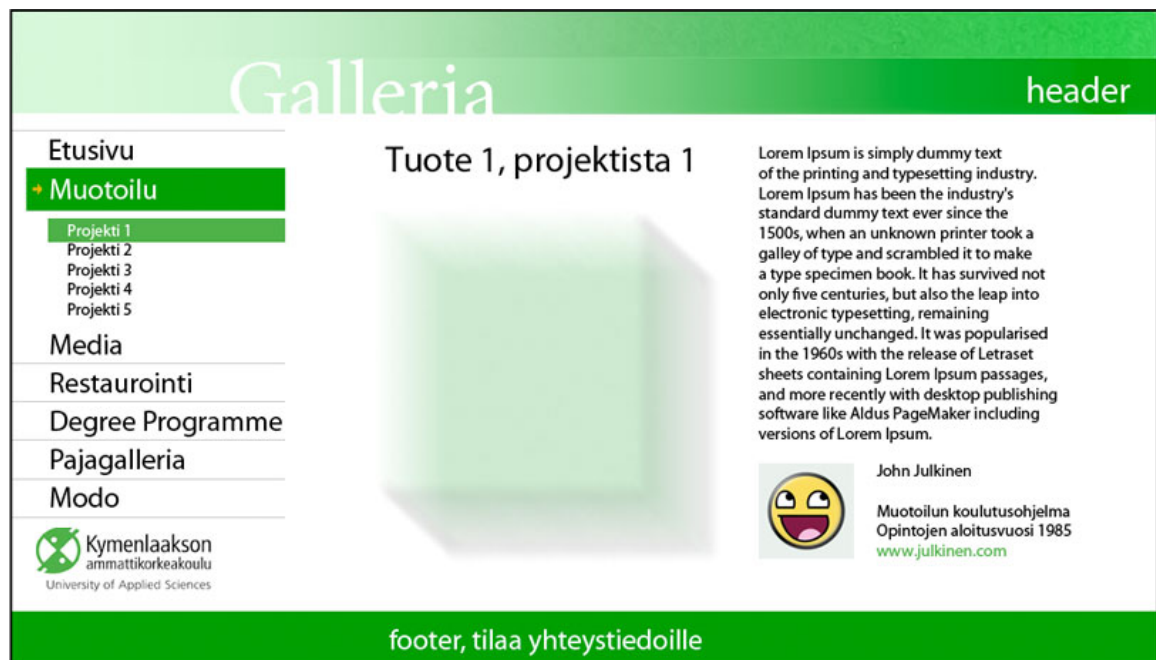 Galleria
header
Etusivu
Muotoilu
Projekti 1
Projekti 2
Projekti 3
Projekti 4
Projekti 5
Media
Restaurointi
Degree Programme
Pajagalleria
Modo
Kymenlaakson
ammattikorkeakoulu
University of Applied Sciences
Tuote 1, projektista 1
Lorem Ipsum is simply dummy text
of the printing and typesetting industry.
Lorem Ipsum has been the industry's
standard dummy text ever since the
1500s, when an unknown printer took a
galley of type and scrambled it to make
a type specimen book. It has survived not
only five centuries, but also the leap into
electronic typesetting, remaining
essentially unchanged. It was popularised
in the 1960s with the release of Letraset
sheets containing Lorem Ipsum passages,
and more recently with desktop publishing
software like Aldus PageMaker including
versions of Lorem Ipsum.
John Julkinen
Muotoilun koulutusohjelma
Opintojen aloitusvuosi 1985
www.julkinen.com
footer, tilaa yhteystiedoille